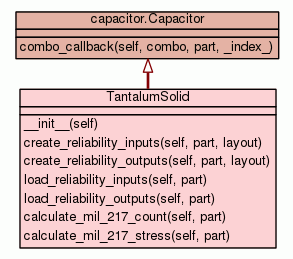 capacitor.Capacitor
combo_callback(self, combo, part, _index_)
TantalumSolid
__init__(self)
create_reliability_inputs(self, part, layout)
create_reliability_outputs(self, part, layout)
load_reliability_inputs(self, part)
load_reliability_outputs(self, part)
calculate_mil_217_count(self, part)
calculate_mil_217_stress(self, part)